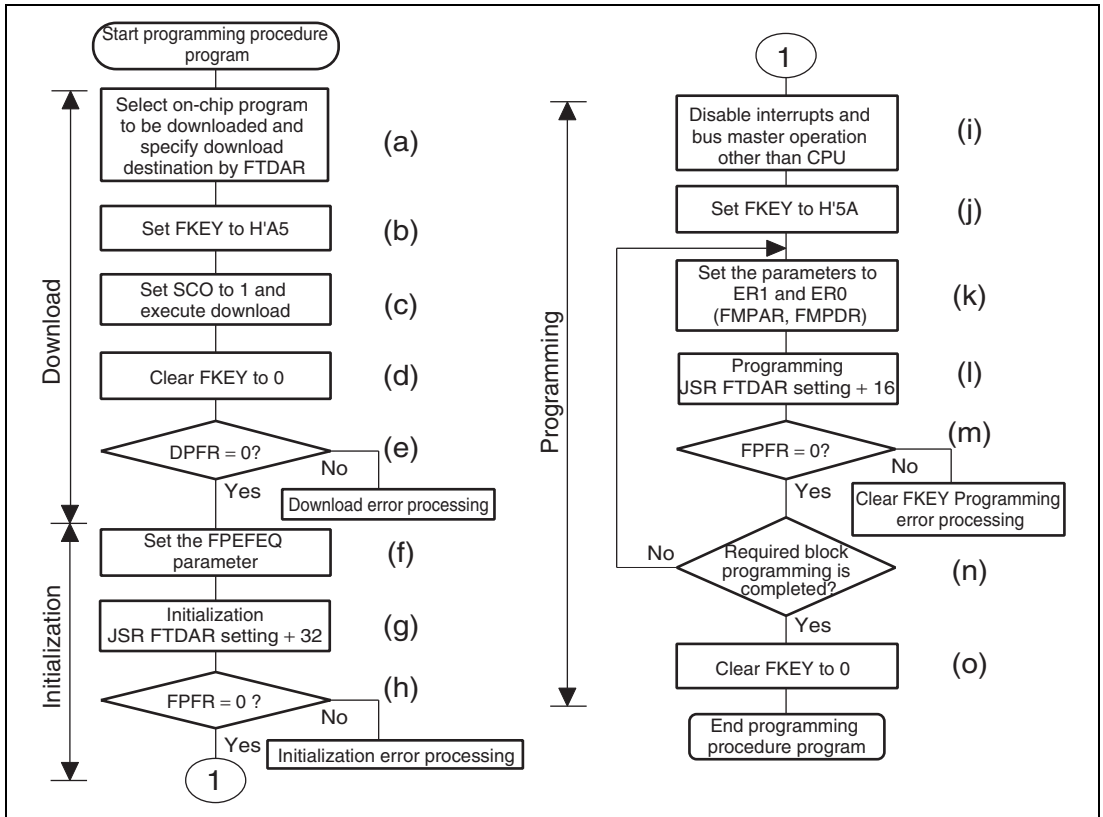 Start programming procedure
program
Download
Select on-chip program
to be downloaded and
specify download
destination by FTDAR
(a)
Set FKEY to H'A5
(b)
Set SCO to 1 and
execute download
(c)
Clear FKEY to 0
(d)
DPFR = 0?
(e)
No
Yes
Download error processing
Initialization
Set the FPEFEQ
parameter
(f)
Initialization
JSR FTDAR setting + 32
(g)
FPFR = 0 ?
(h)
No
Yes
Initialization error processing
1
1
Programming
Disable interrupts and
bus master operation
other than CPU
(i)
Set FKEY to H'5A
(j)
Set the parameters to
ER1 and ER0
(FMPAR, FMPDR)
(k)
Programming
JSR FTDAR setting + 16
(l)
FPFR = 0?
(m)
No
Yes
Clear FKEY Programming
error processing
No
Required block
programming is
completed?
(n)
Yes
Clear FKEY to 0
(o)
End programming
procedure program